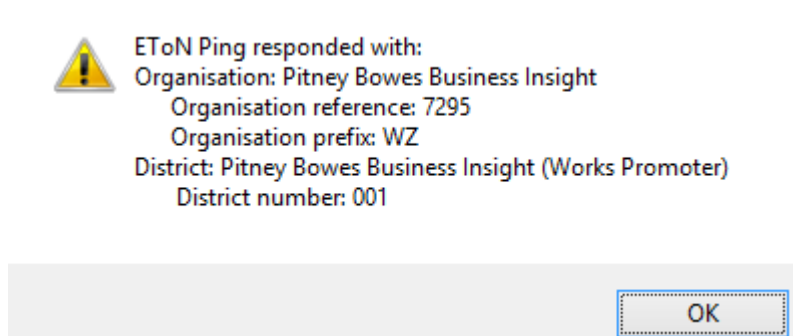 EToN Ping responded with:
Organisation: Pitney Bowes Business Insight
Organisation reference: 7295
Organisation prefix: WZ
District: Pitney Bowes Business Insight (Works Promoter)
District number: 001
OK